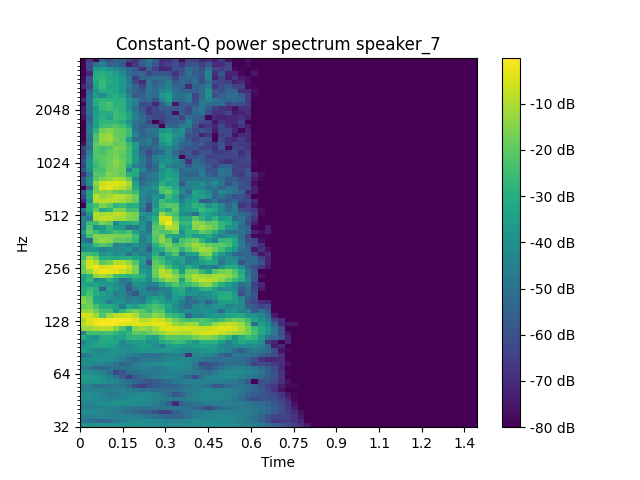 Constant-Q power spectrum speaker_7
2048
1024
512
256
128
64
32
Hz
0 0.15 0.3 0.45 0.6 0.75 0.9 1.1 1.2 1.4
Time
-10 dB
-20 dB
-30 dB
-40 dB
-50 dB
-60 dB
-70 dB
-80 dB